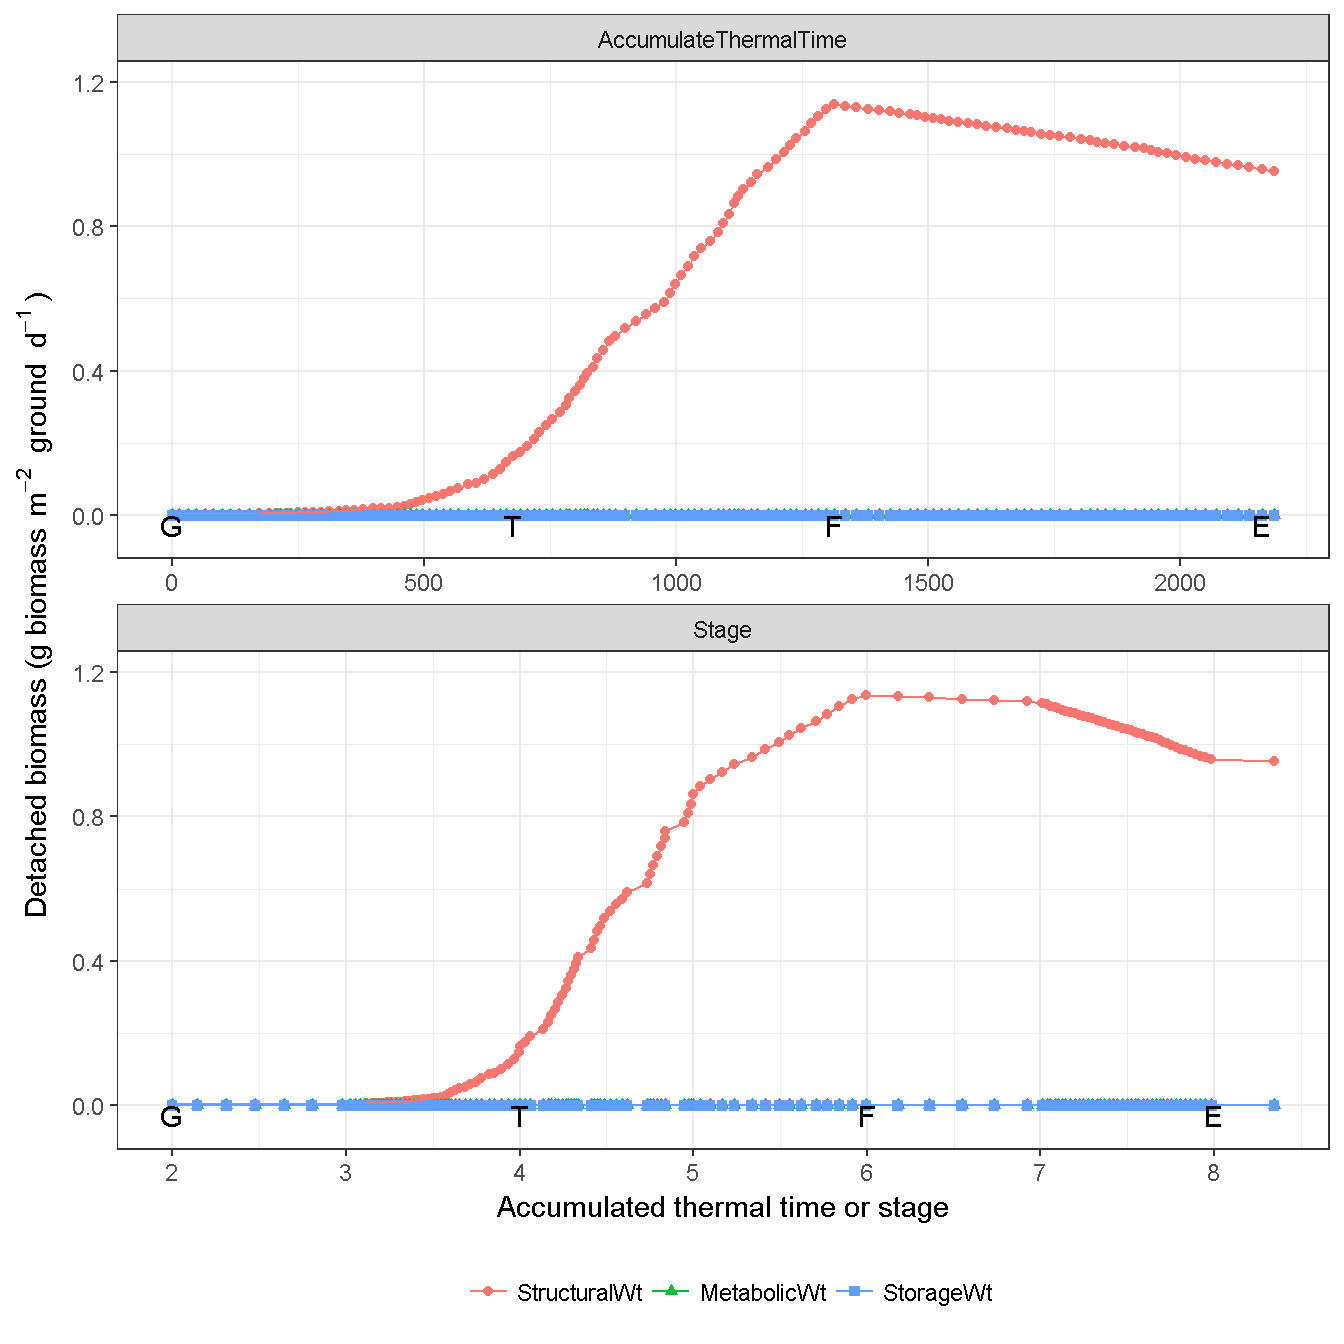 AccumulateThermalTime
1.2
0.8
0.4
0.0
G T F E
0 500 1000 1500 2000
Stage
1.2
0.8
0.4
0.0
G T F E
2 3 4 5 6 7 8
Detached biomass (g biomass m⁻² ground d⁻¹)
Accumulated thermal time or stage
StructuralWt MetabolicWt StorageWt